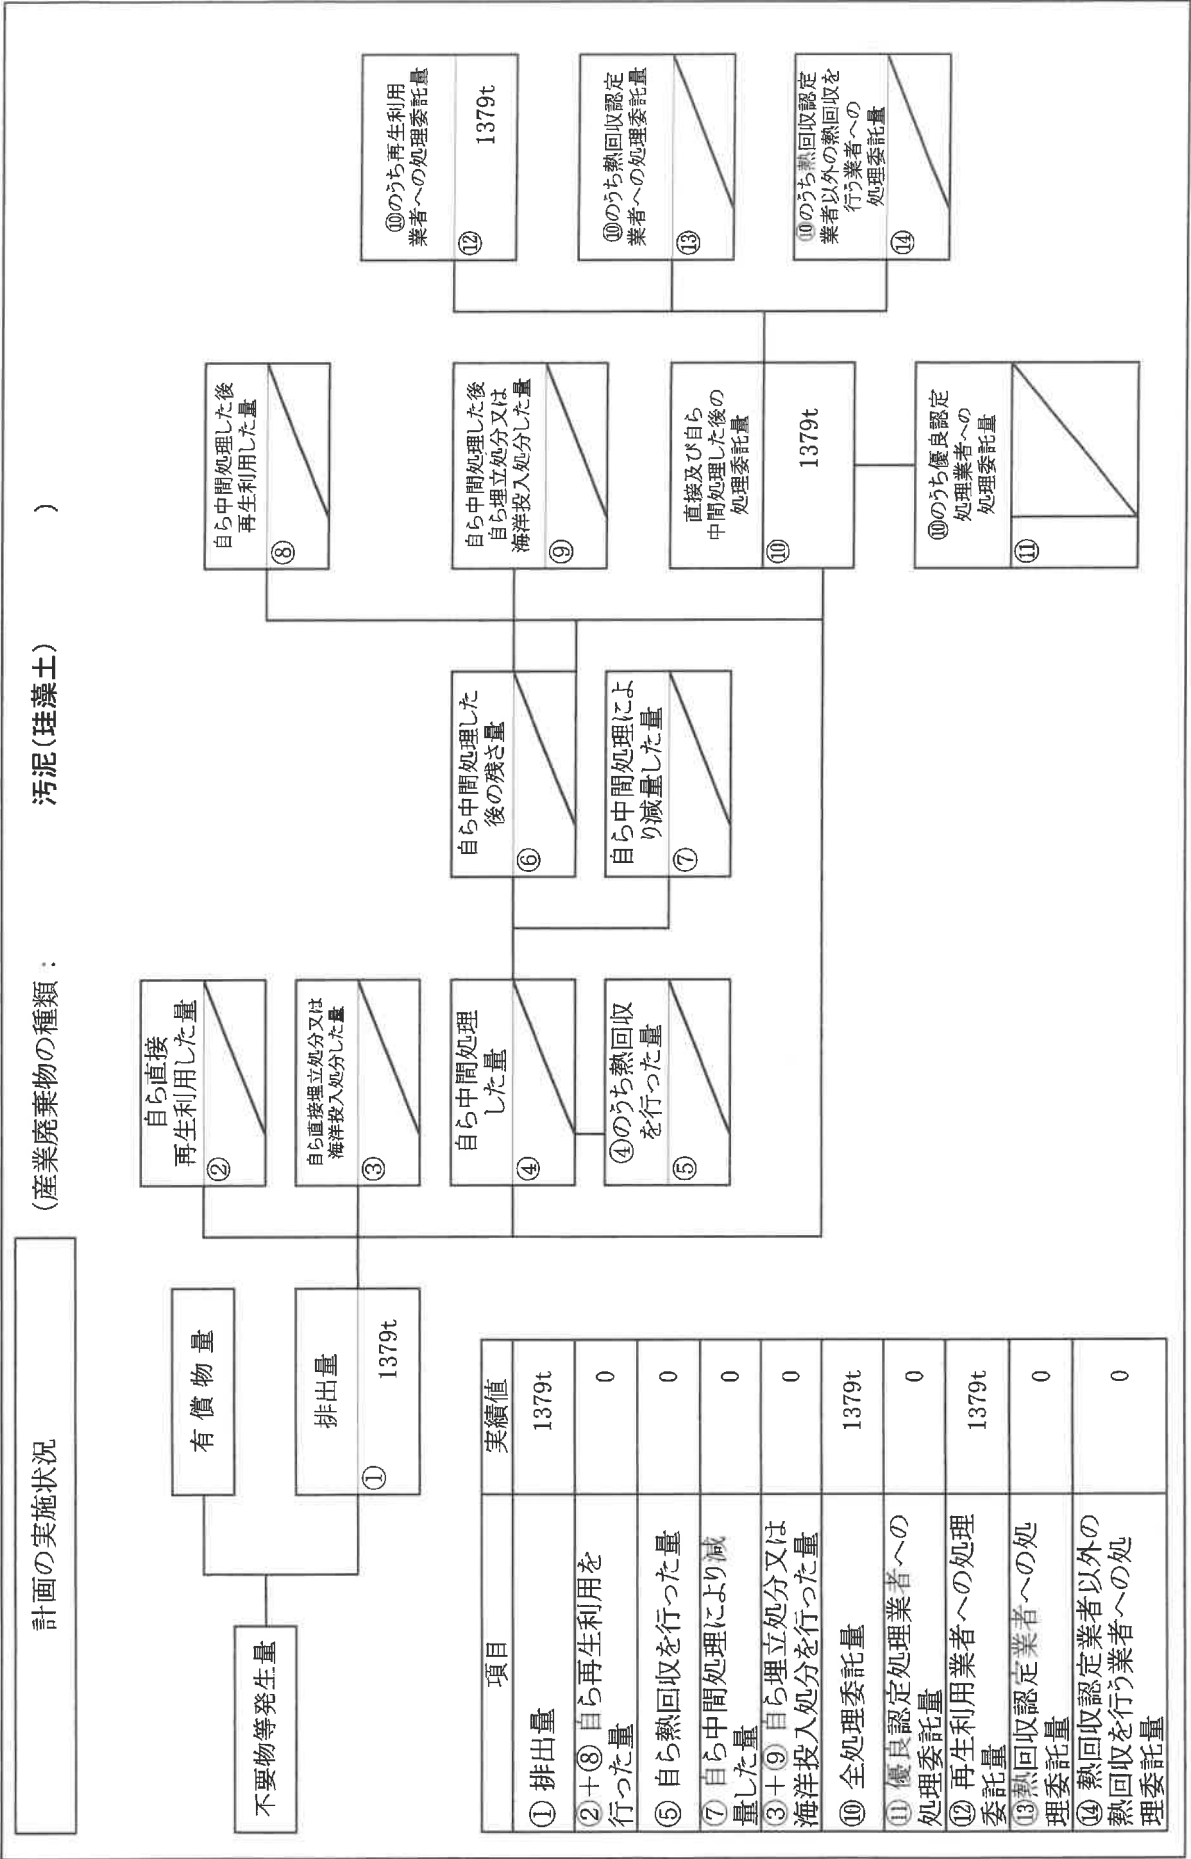 計画の実施状況
(産業廃棄物の種類： 汚泥(珪藻土) )
不要物等発生量
有償物量
排出量
①
1379t
自ら直接
再生利用した量
②
自ら直接埋立処分又は
海洋投入処分した量
③
自ら中間処理
した量
④
④のうち熱回収
を行った量
⑤
自ら中間処理した
後の残さ量
⑥
自ら中間処理によ
り減量した量
⑦
自ら中間処理した後
再生利用した量
⑧
自ら中間処理した後
自ら埋立処分又は
海洋投入処分した量
⑨
直接及び自ら
中間処理した後の
処理委託量
⑩
1379t
⑩のうち優良認定
処理業者への
処理委託量
⑪
⑩のうち再生利用
業者への処理委託量
⑫
1379t
⑩のうち熱回収認定
業者への処理委託量
⑬
⑩のうち熱回収認定
業者以外の熱回収を
行う業者への
処理委託量
⑭
項目 実績値
① 排出量 1379t
②＋⑧ 自ら再生利用を
行った量 0
⑤ 自ら熱回収を行った量 0
⑦ 自ら中間処理により減
量した量 0
③＋⑨ 自ら埋立処分又は
海洋投入処分を行った量 0
⑩ 全処理委託量 1379t
⑪ 優良認定処理業者への
処理委託量 0
⑫ 再生利用業者への処理
委託量 1379t
⑬熱回収認定業者への処
理委託量 0
⑭ 熱回収認定業者以外の
熱回収を行う業者への処
理委託量 0